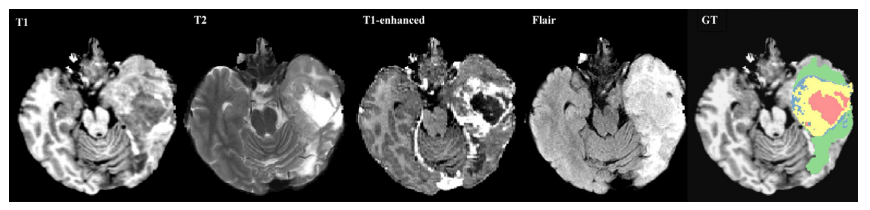 T1
T2
T1-enhanced
Flair
GT